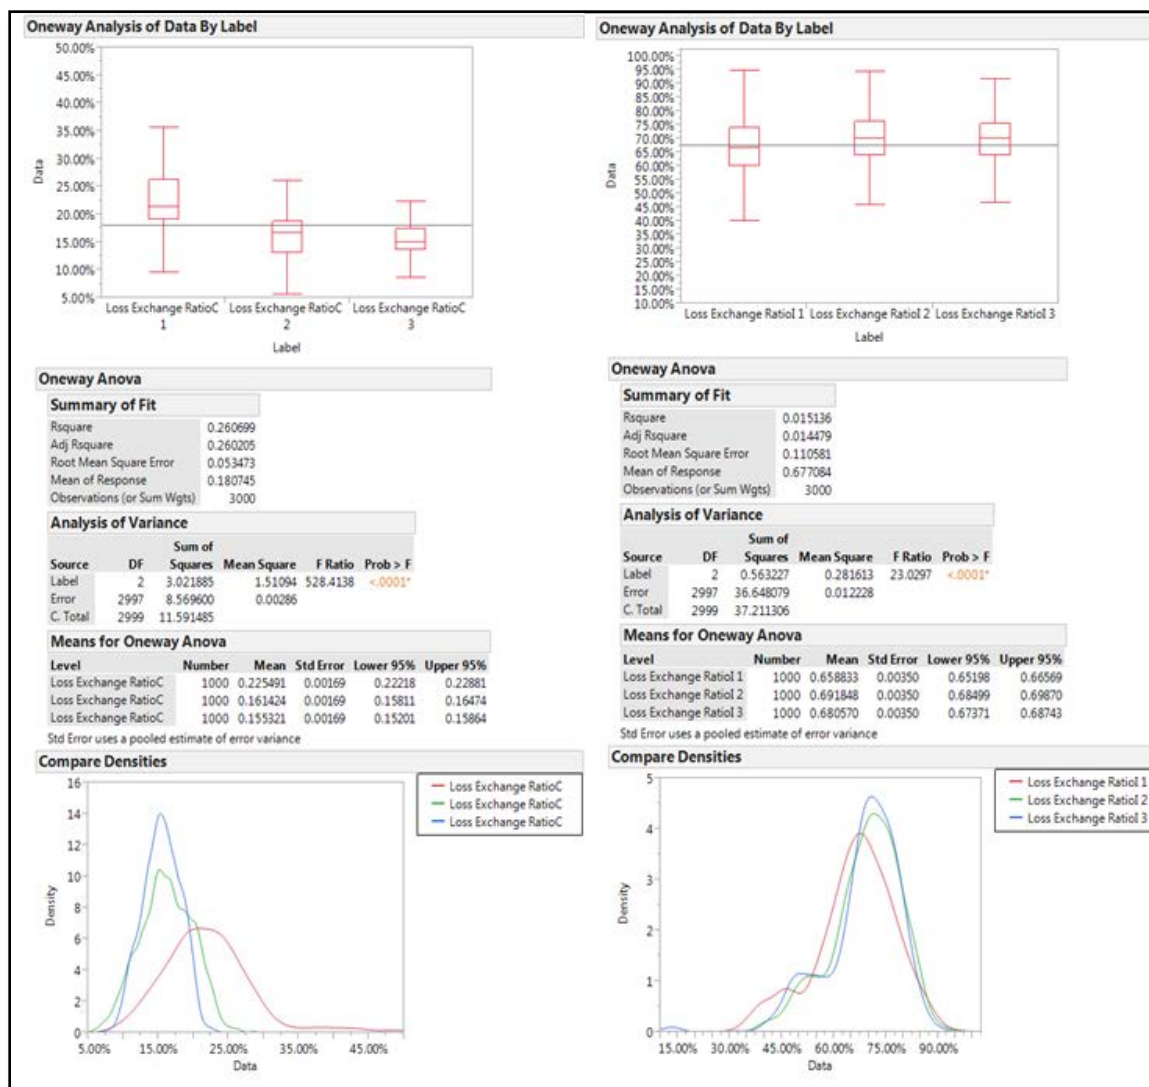 Oneway Analysis of Data By Label
50.00%
45.00%
40.00%
35.00%
30.00%
25.00%
20.00%
15.00%
10.00%
5.00%
Data
Loss Exchange RatioC 1
Loss Exchange RatioC 2
Loss Exchange RatioC 3
Label
Oneway Anova
Summary of Fit
Rsquare 0.260699
Adj Rsquare 0.260205
Root Mean Square Error 0.053473
Mean of Response 0.180745
Observations (or Sum Wgts) 3000
Analysis of Variance
Sum of
Source DF Squares Mean Square F Ratio Prob > F
Label 2 3.021885 1.51094 528.4138 <.0001*
Error 2997 8.569600 0.00286
C. Total 2999 11.591485
Means for Oneway Anova
Level Number Mean Std Error Lower 95% Upper 95%
Loss Exchange RatioC 1000 0.225491 0.00169 0.22218 0.22881
Loss Exchange RatioC 1000 0.161424 0.00169 0.15811 0.16474
Loss Exchange RatioC 1000 0.155321 0.00169 0.15201 0.15864
Std Error uses a pooled estimate of error variance
Compare Densities
16
14
12
10
8
6
4
2
0
Density
5.00% 15.00% 25.00% 35.00% 45.00%
Data
Loss Exchange RatioC
Loss Exchange RatioC
Loss Exchange RatioC
Oneway Analysis of Data By Label
100.00%
95.00%
90.00%
85.00%
80.00%
75.00%
70.00%
65.00%
60.00%
55.00%
50.00%
45.00%
40.00%
35.00%
30.00%
25.00%
20.00%
15.00%
10.00%
Data
Loss Exchange RatioI 1 Loss Exchange RatioI 2 Loss Exchange RatioI 3
Label
Oneway Anova
Summary of Fit
Rsquare 0.015136
Adj Rsquare 0.014479
Root Mean Square Error 0.110581
Mean of Response 0.677084
Observations (or Sum Wgts) 3000
Analysis of Variance
Sum of
Source DF Squares Mean Square F Ratio Prob > F
Label 2 0.563227 0.281613 23.0297 <.0001*
Error 2997 36.648079 0.012228
C. Total 2999 37.211306
Means for Oneway Anova
Level Number Mean Std Error Lower 95% Upper 95%
Loss Exchange RatioI 1 1000 0.658833 0.00350 0.65198 0.66569
Loss Exchange RatioI 2 1000 0.691848 0.00350 0.68499 0.69870
Loss Exchange RatioI 3 1000 0.680570 0.00350 0.67371 0.68743
Std Error uses a pooled estimate of error variance
Compare Densities
5
4
3
2
1
0
Density
15.00% 30.00% 45.00% 60.00% 75.00% 90.00%
Data
Loss Exchange RatioI 1
Loss Exchange RatioI 2
Loss Exchange RatioI 3